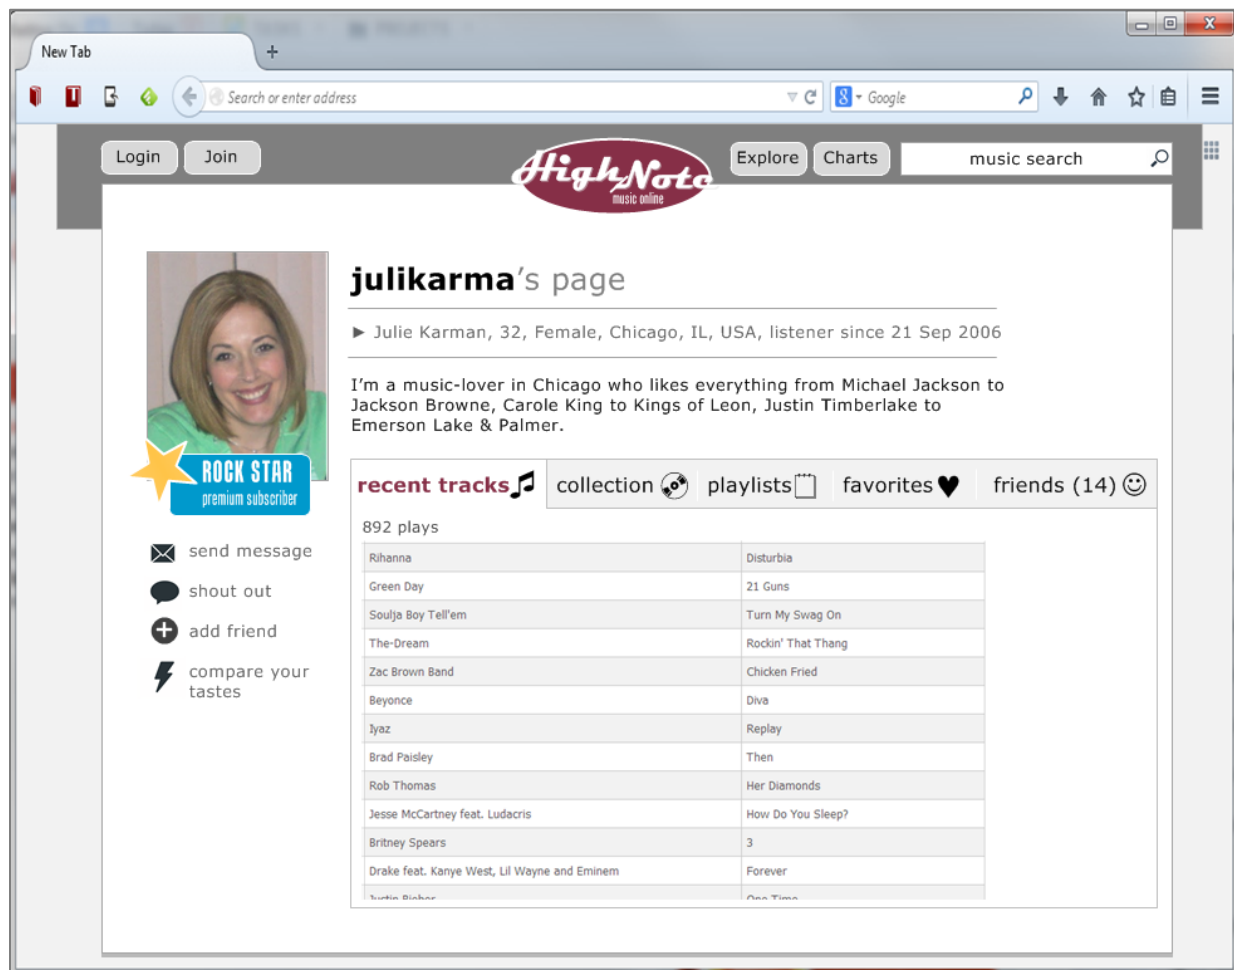 New Tab
Search or enter address
Google
Login
Join
HighNote
music online
Explore
Charts
music search
julikarma's page
► Julie Karman, 32, Female, Chicago, IL, USA, listener since 21 Sep 2006
I'm a music-lover in Chicago who likes everything from Michael Jackson to
Jackson Browne, Carole King to Kings of Leon, Justin Timberlake to
Emerson Lake & Palmer.
ROCK STAR
premium subscriber
send message
shout out
add friend
compare your
tastes
recent tracks collection playlists favorites friends (14)
892 plays
Rihanna Disturbia
Green Day 21 Guns
Soulja Boy Tell'em Turn My Swag On
The-Dream Rockin' That Thang
Zac Brown Band Chicken Fried
Beyonce Diva
Iyaz Replay
Brad Paisley Then
Rob Thomas Her Diamonds
Jesse McCartney feat. Ludacris How Do You Sleep?
Britney Spears 3
Drake feat. Kanye West, Lil Wayne and Eminem Forever
Justin Bieber One Time